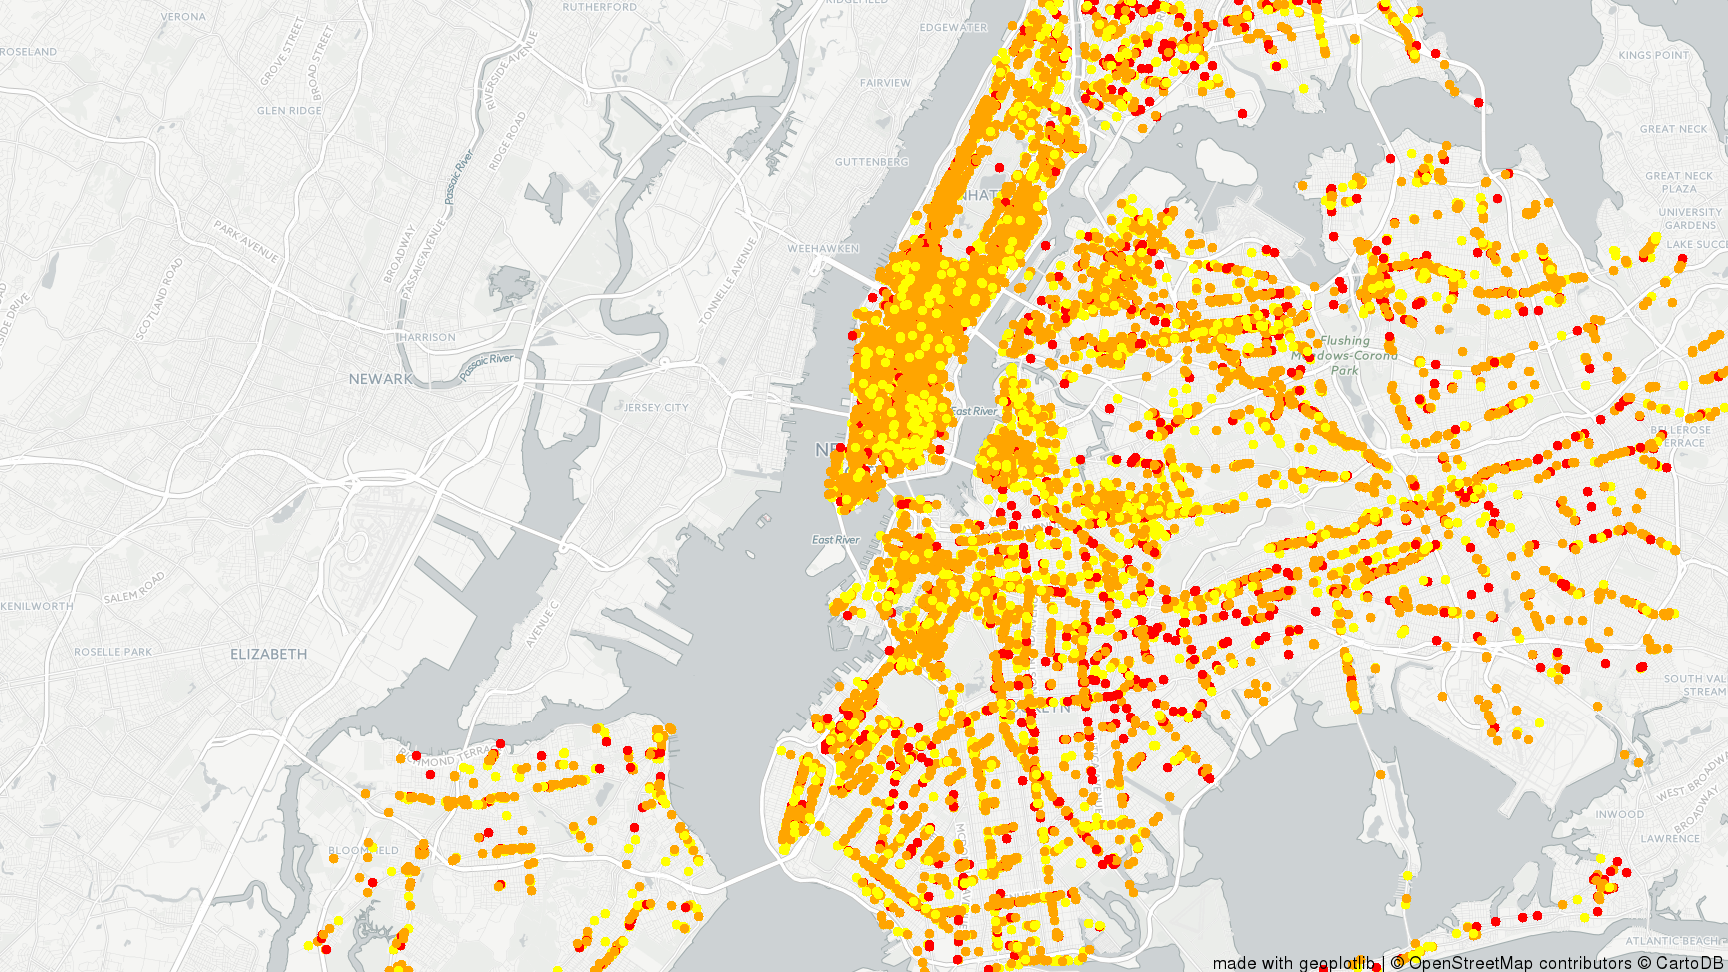 VERONA
RUTHERFORD
RIDGEFIELD
EDGEWATER
ROSELAND
GROVE STREET
BROAD STREET
RIVERSIDE AVENUE
KINGS POINT
FAIRVIEW
GLEN RIDGE
RIDGE ROAD
GREAT NECK
GUTTENBERG
Passaic River
GREAT NECK
PLAZA
UNIVERSITY
GARDENS
PARK AVENUE
BROADWAY
PASSAIC AVENUE
WEEHAWKEN
LAKE SUCC
SCOTLAND ROAD
TONNELLE AVENUE
SIDE DRIVE
HARRISON
Passaic River
Flushing
Meadows-Corona
Park
NEWARK
JERSEY CITY
East River
BELLEROSE
TERRACE
NE
East River
SALEM ROAD
KENILWORTH
AVENUE C
ROSELLE PARK
ELIZABETH
SOUTH VAL
STREAM
RICHMOND TERRACE
WEST BROADWAY
INWOOD
BROADWAY
LAWRENCE
BLOOMFIELD
ATLANTIC BEACH
made with geoplotlib | © OpenStreetMap contributors © CartoDB